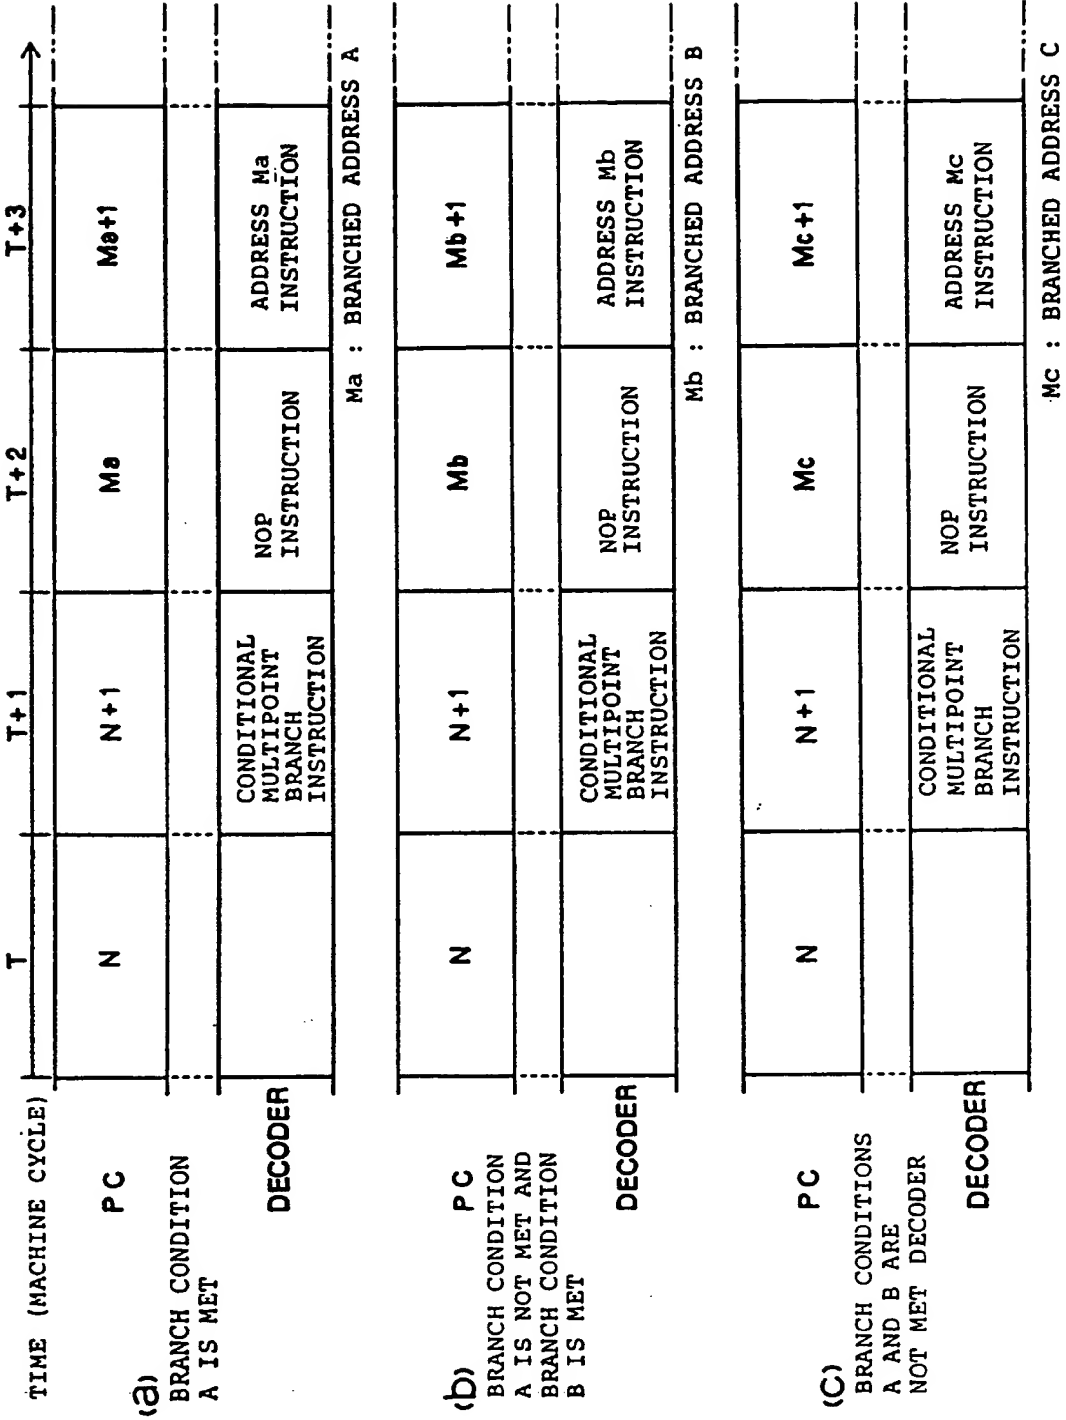 TIME (MACHINE CYCLE)
T
T+1
T+2
T+3
(a)
PC
N
N+1
Ma
Ma+1
BRANCH CONDITION
A IS MET
DECODER
CONDITIONAL
MULTIPOINT
BRANCH
INSTRUCTION
NOP
INSTRUCTION
ADDRESS Ma
INSTRUCTION
Ma : BRANCHED ADDRESS A
(b)
PC
N
N+1
Mb
Mb+1
BRANCH CONDITION
A IS NOT MET AND
BRANCH CONDITION
B IS MET
DECODER
CONDITIONAL
MULTIPOINT
BRANCH
INSTRUCTION
NOP
INSTRUCTION
ADDRESS Mb
INSTRUCTION
Mb : BRANCHED ADDRESS B
(C)
PC
N
N+1
Mc
Mc+1
BRANCH CONDITIONS
A AND B ARE
NOT MET DECODER
DECODER
CONDITIONAL
MULTIPOINT
BRANCH
INSTRUCTION
NOP
INSTRUCTION
ADDRESS Mc
INSTRUCTION
Mc : BRANCHED ADDRESS C